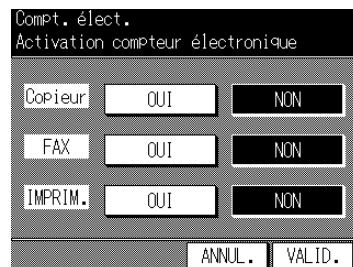 Compt. élect.
Activation compteur électronique
Copieur OUI NON
FAX OUI NON
IMPRIM. OUI NON
ANNUL. VALID.